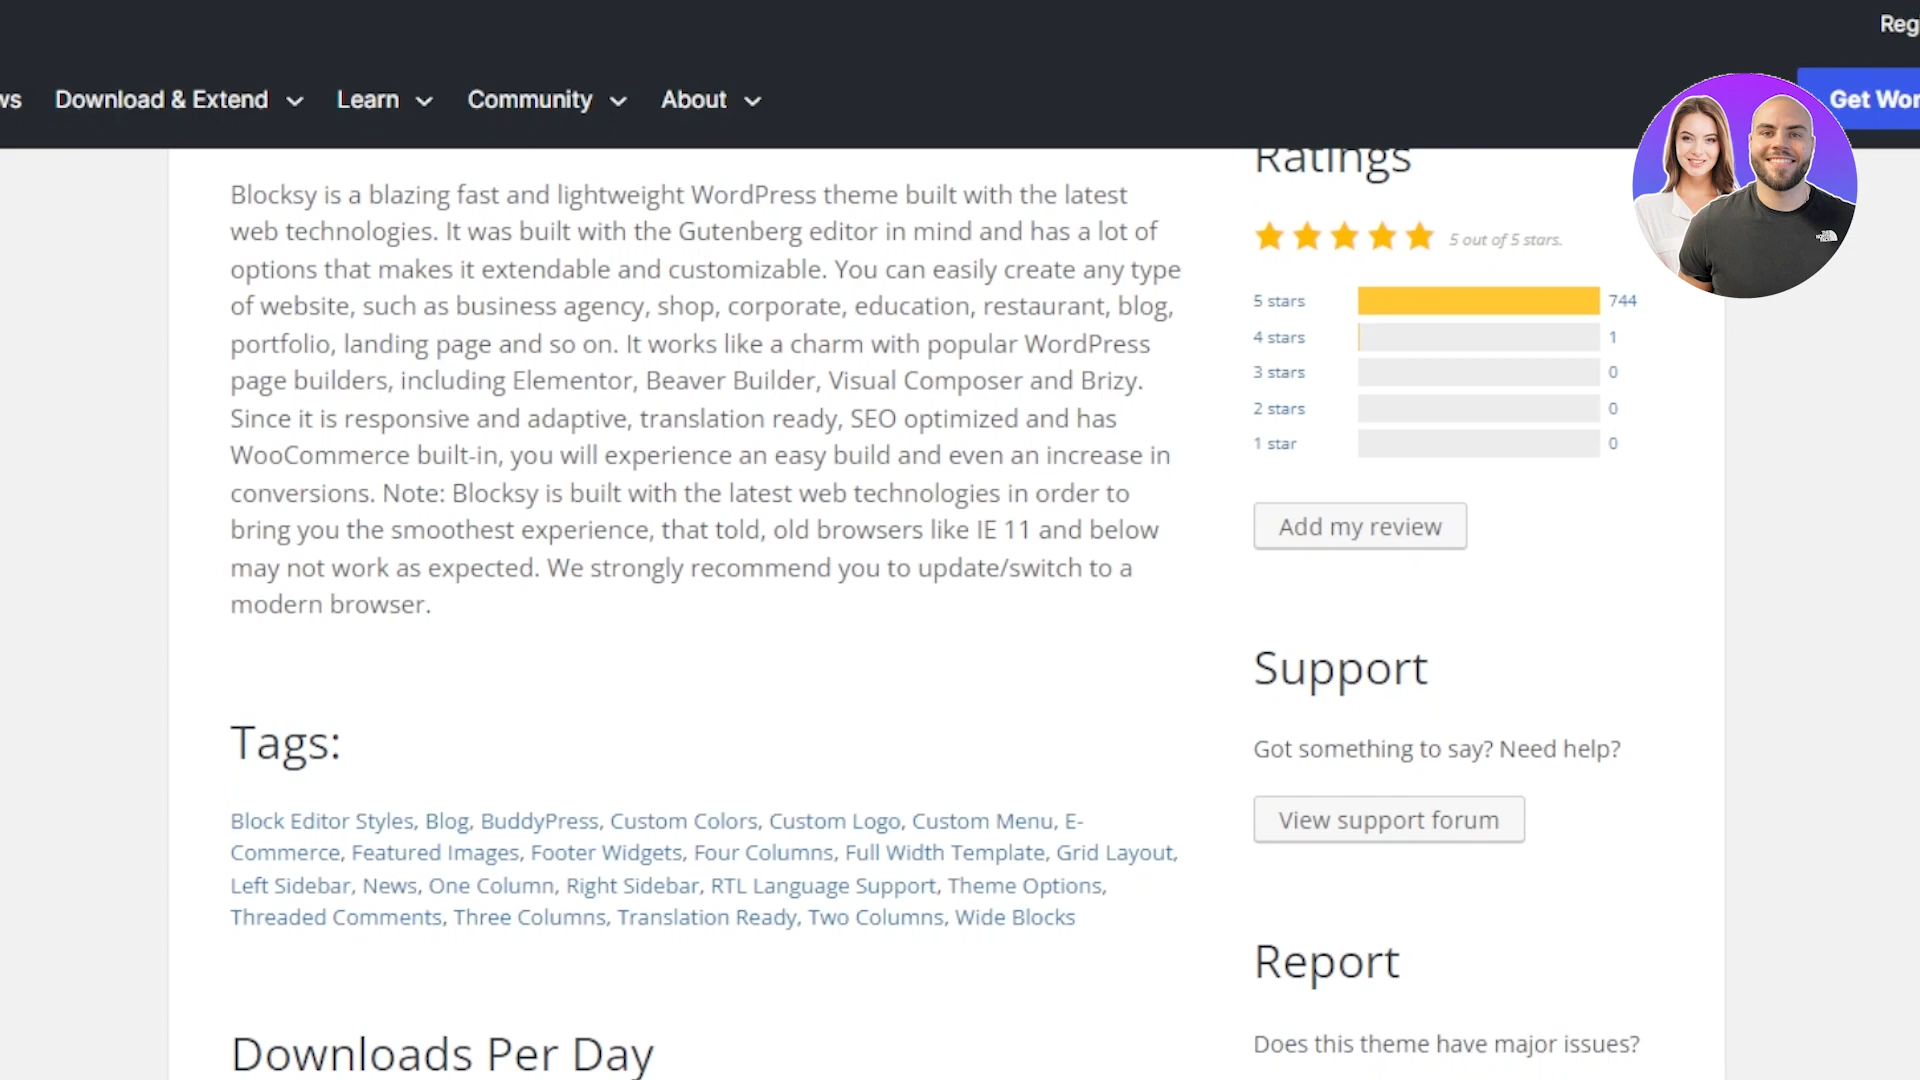 Reg
ws Download & Extend Learn Community About Get Wor
Blocksy is a blazing fast and lightweight WordPress theme built with the latest
web technologies. It was built with the Gutenberg editor in mind and has a lot of
options that makes it extendable and customizable. You can easily create any type
of website, such as business agency, shop, corporate, education, restaurant, blog,
portfolio, landing page and so on. It works like a charm with popular WordPress
page builders, including Elementor, Beaver Builder, Visual Composer and Brizy.
Since it is responsive and adaptive, translation ready, SEO optimized and has
WooCommerce built-in, you will experience an easy build and even an increase in
conversions. Note: Blocksy is built with the latest web technologies in order to
bring you the smoothest experience, that told, old browsers like IE 11 and below
may not work as expected. We strongly recommend you to update/switch to a
modern browser.
Tags:
Block Editor Styles, Blog, BuddyPress, Custom Colors, Custom Logo, Custom Menu, E-
Commerce, Featured Images, Footer Widgets, Four Columns, Full Width Template, Grid Layout,
Left Sidebar, News, One Column, Right Sidebar, RTL Language Support, Theme Options,
Threaded Comments, Three Columns, Translation Ready, Two Columns, Wide Blocks
Downloads Per Day
Ratings
5 out of 5 stars.
5 stars 744
4 stars 1
3 stars 0
2 stars 0
1 star 0
Add my review
Support
Got something to say? Need help?
View support forum
Report
Does this theme have major issues?